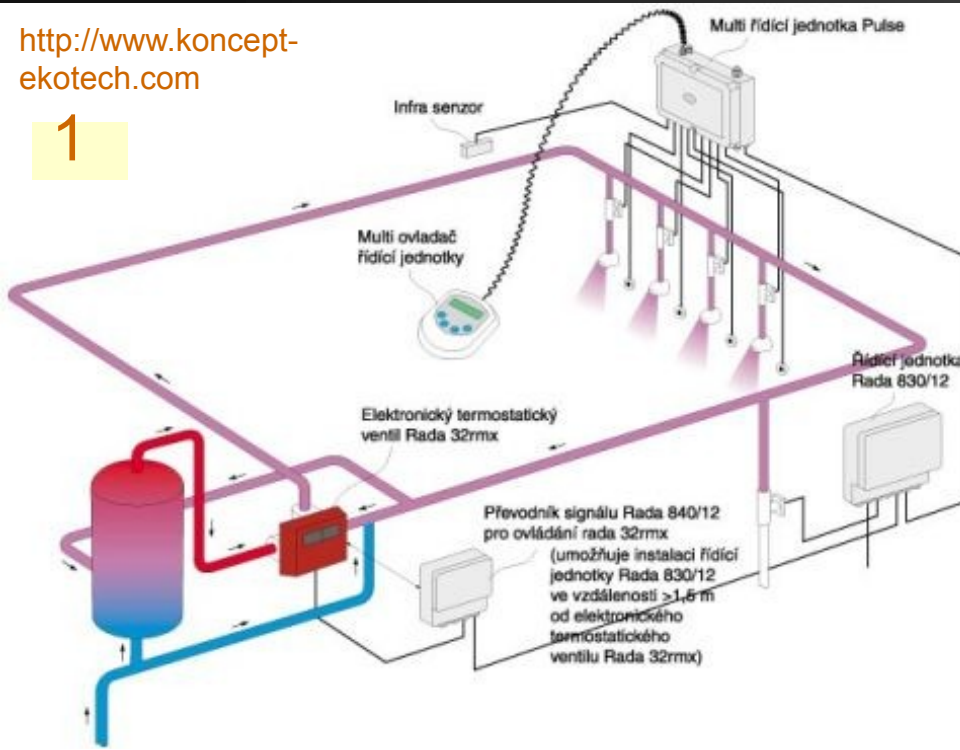 http://www.koncept-
ekotech.com
1
Multi řídící jednotka Pulse
Infra senzor
Multi ovladač
řídící jednotky
Řídící jednotka
Rada 830/12
Elektronický termostatický
ventil Rada 32rmx
Převodník signálu Rada 840/12
pro ovládání rada 32rmx
(umožňuje instalaci řídící
jednotky Rada 830/12
ve vzdálenosti >1,5 m
od elektronického
termostatického
ventilu Rada 32rmx)